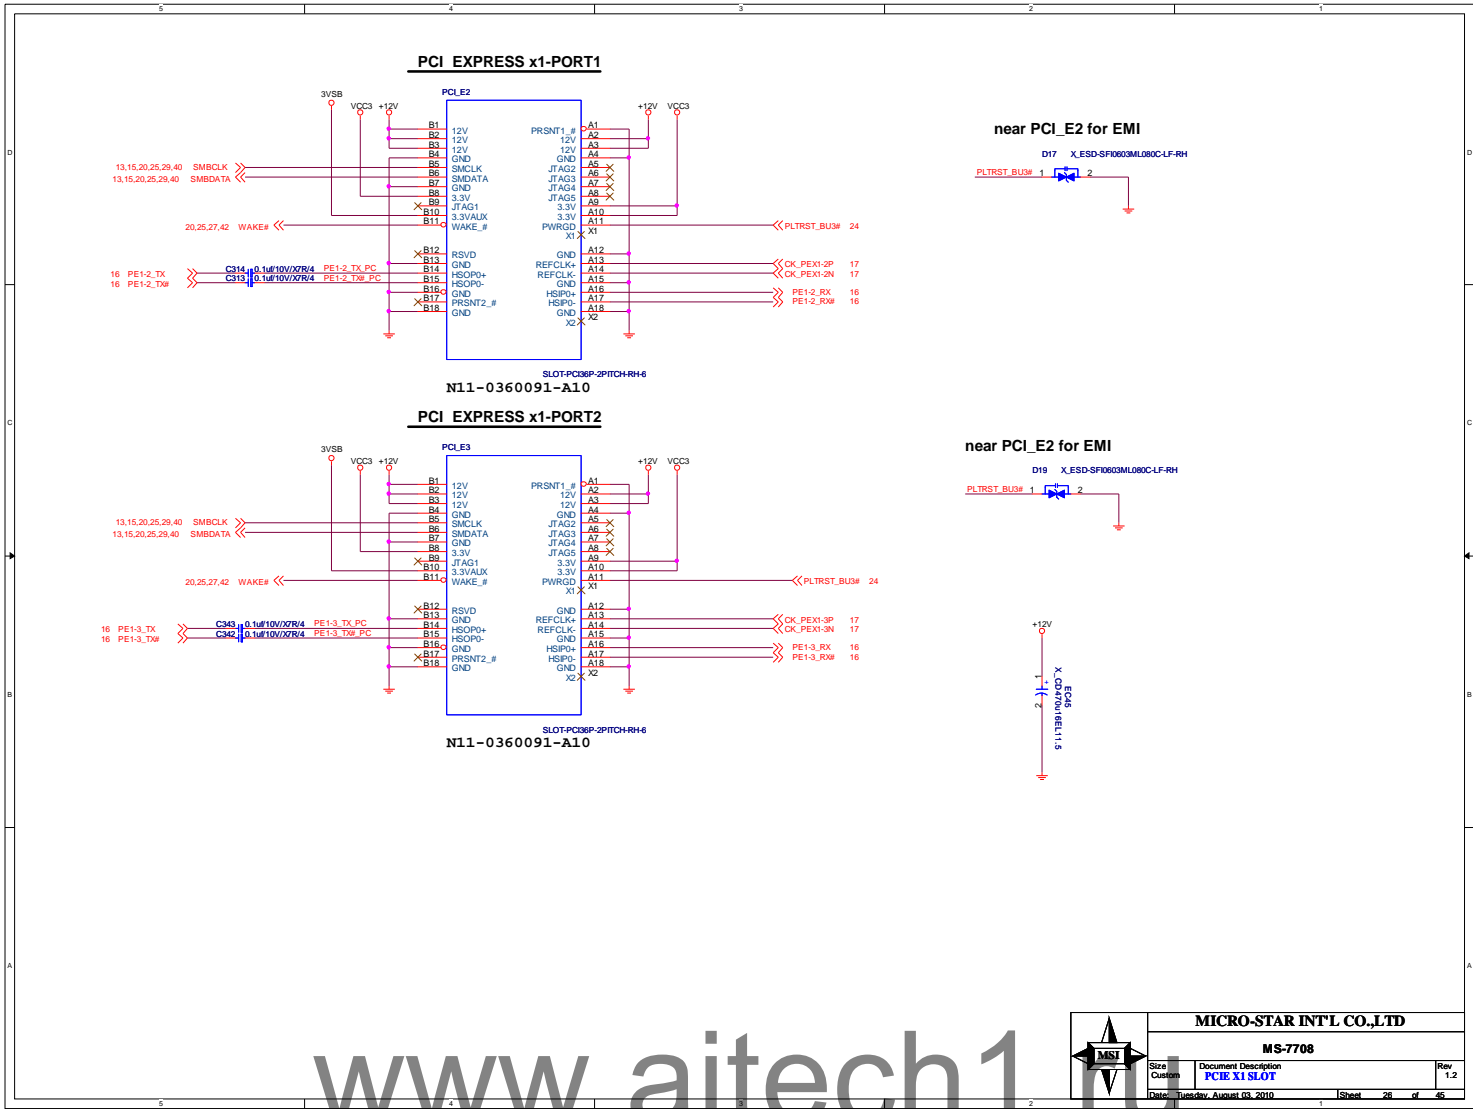 5 4 3 2 1
D
C
B
A
PCI EXPRESS x1-PORT1
3VSB
VCC3 +12V
PCI_E2
+12V VCC3
B1 12V PRSNT1_# A1
B2 12V 12V A2
B3 12V 12V A3
B4 GND GND A4
13,15,20,25,29,40 SMBCLK B5 SMCLK JTAG2 A5
13,15,20,25,29,40 SMBDATA B6 SMDATA JTAG3 A6
B7 GND JTAG4 A7
B8 3.3V JTAG5 A8
B9 JTAG1 3.3V A9
B10 3.3VAUX 3.3V A10
20,25,27,42 WAKE# B11 WAKE_# PWRGD A11 PLTRST_BU3# 24
X1 X1
B12 RSVD GND A12
B13 GND REFCLK+ A13 CK_PEX1-2P 17
16 PE1-2_TX C314 0.1uf/10V/X7R/4 PE1-2_TX_PC B14 HSOP0+ REFCLK- A14 CK_PEX1-2N 17
16 PE1-2_TX# C313 0.1uf/10V/X7R/4 PE1-2_TX#_PC B15 HSOP0- GND A15
B16 GND HSIP0+ A16 PE1-2_RX 16
B17 PRSNT2_# HSIP0- A17 PE1-2_RX# 16
B18 GND GND A18
X2 X2
SLOT-PCI36P-2PITCH-RH-6
N11-0360091-A10
near PCI_E2 for EMI
D17 X_ESD-SFI0603ML080C-LF-RH
PLTRST_BU3# 1 2
PCI EXPRESS x1-PORT2
3VSB
VCC3 +12V
PCI_E3
+12V VCC3
B1 12V PRSNT1_# A1
B2 12V 12V A2
B3 12V 12V A3
B4 GND GND A4
13,15,20,25,29,40 SMBCLK B5 SMCLK JTAG2 A5
13,15,20,25,29,40 SMBDATA B6 SMDATA JTAG3 A6
B7 GND JTAG4 A7
B8 3.3V JTAG5 A8
B9 JTAG1 3.3V A9
B10 3.3VAUX 3.3V A10
20,25,27,42 WAKE# B11 WAKE_# PWRGD A11 PLTRST_BU3# 24
X1 X1
B12 RSVD GND A12
B13 GND REFCLK+ A13 CK_PEX1-3P 17
16 PE1-3_TX C343 0.1uf/10V/X7R/4 PE1-3_TX_PC B14 HSOP0+ REFCLK- A14 CK_PEX1-3N 17
16 PE1-3_TX# C342 0.1uf/10V/X7R/4 PE1-3_TX#_PC B15 HSOP0- GND A15
B16 GND HSIP0+ A16 PE1-3_RX 16
B17 PRSNT2_# HSIP0- A17 PE1-3_RX# 16
B18 GND GND A18
X2 X2
SLOT-PCI36P-2PITCH-RH-6
N11-0360091-A10
near PCI_E2 for EMI
D19 X_ESD-SFI0603ML080C-LF-RH
PLTRST_BU3# 1 2
+12V
1
+
2
EC45
X_CD470u16EL11.5
D
C
B
A
www.aitech1.ru
MSI
MICRO-STAR INT'L CO.,LTD
MS-7708
Size
Custom
Document Description
PCIE X1 SLOT
Rev
1.2
Date: Tuesday, August 03, 2010 Sheet 26 of 45
5 4 3 2 1